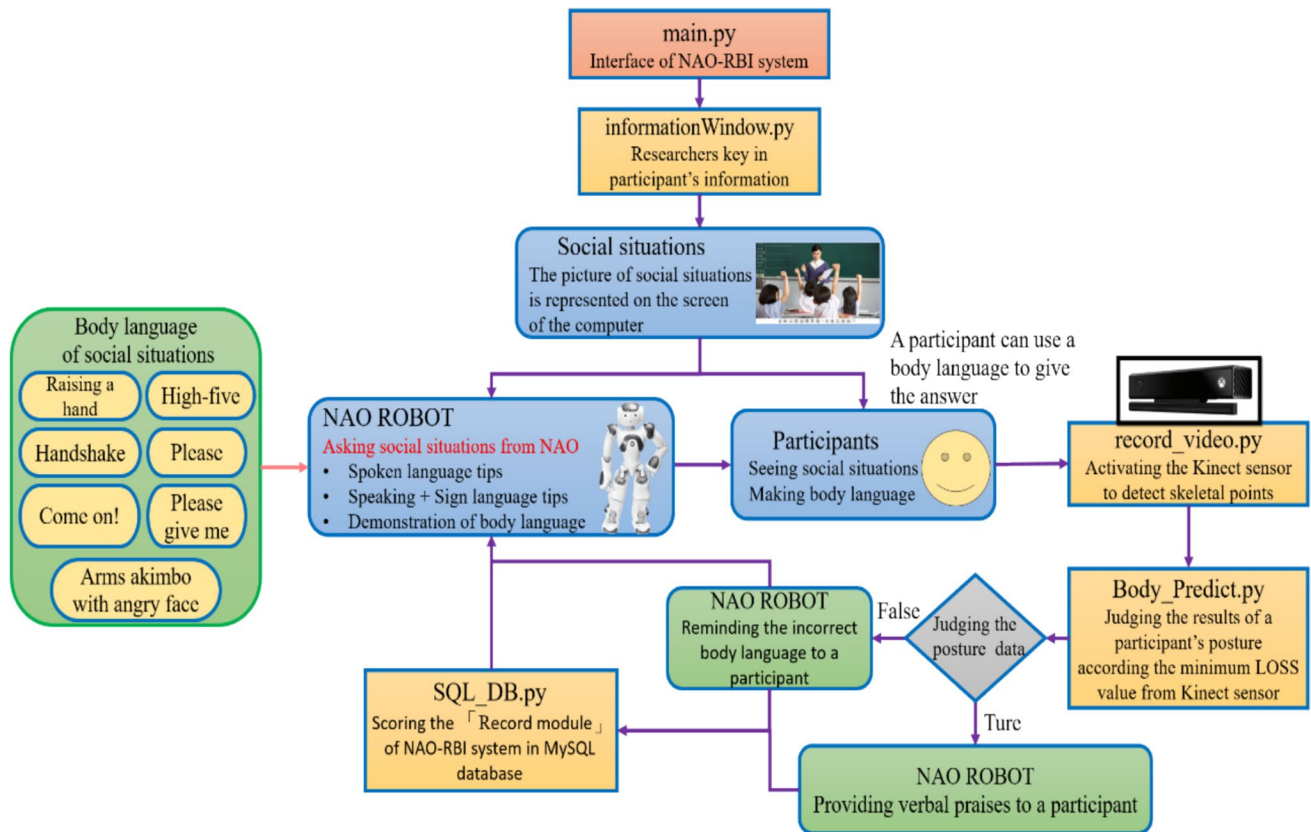 main.py
Interface of NAO-RBI system
informationWindow.py
Researchers key in
participant's information
Social situations
The picture of social situations
is represented on the screen
of the computer
Body language
of social situations
Raising a
hand
High-five
Handshake
Please
Come on!
Please
give me
Arms akimbo
with angry face
NAO ROBOT
Asking social situations from NAO
• Spoken language tips
• Speaking + Sign language tips
• Demonstration of body language
Participants
Seeing social situations
Making body language
A participant can use a
body language to give
the answer
record_video.py
Activating the Kinect sensor
to detect skeletal points
Body_Predict.py
Judging the results of a
participant's posture
according the minimum LOSS
value from Kinect sensor
Judging the
posture data
False
Ture
NAO ROBOT
Reminding the incorrect
body language to a
participant
NAO ROBOT
Providing verbal praises to a participant
SQL_DB.py
Scoring the「Record module」
of NAO-RBI system in MySQL
database